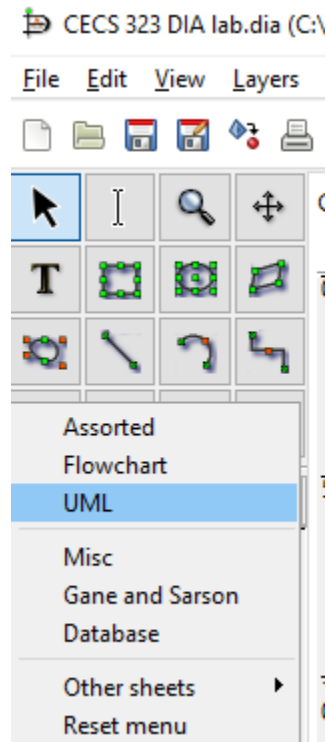 CECS 323 DIA lab.dia (C:\
File Edit View Layers
T
Assorted
Flowchart
UML
Misc
Gane and Sarson
Database
Other sheets
Reset menu